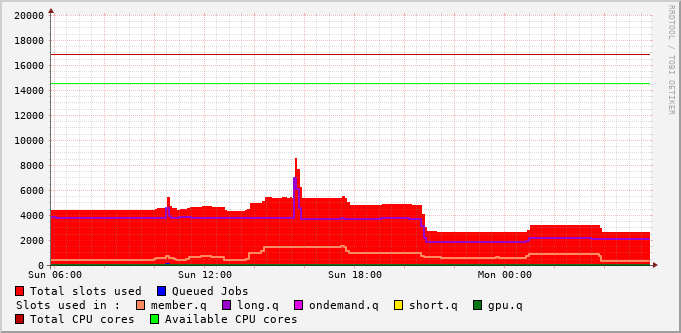 20000
18000
16000
14000
12000
10000
8000
6000
4000
2000
0
Sun 06:00 Sun 12:00 Sun 18:00 Mon 00:00
Total slots used Queued Jobs
Slots used in : member.q long.q ondemand.q short.q gpu.q
Total CPU cores Available CPU cores
RRDTOOL / TOBI OETIKER